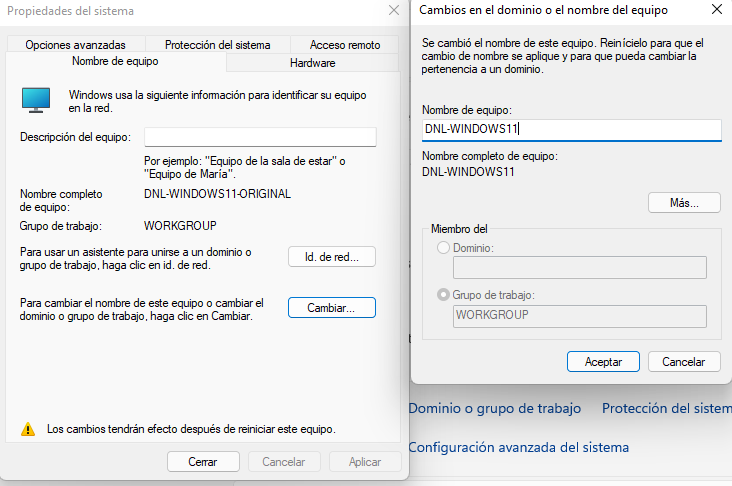 Propiedades del sistema
Opciones avanzadas
Protección del sistema
Acceso remoto
Nombre de equipo
Hardware
Windows usa la siguiente información para identificar su equipo
en la red.
Descripción del equipo:
Por ejemplo: "Equipo de la sala de estar" o
"Equipo de María".
Nombre completo
de equipo:
DNL-WINDOWS11-ORIGINAL
Grupo de trabajo:
WORKGROUP
Para usar un asistente para unirse a un dominio o
grupo de trabajo, haga clic en id. de red.
Id. de red...
Para cambiar el nombre de este equipo o cambiar el
dominio o grupo de trabajo, haga clic en Cambiar.
Cambiar...
Los cambios tendrán efecto después de reiniciar este equipo.
Cerrar
Cancelar
Aplicar
Cambios en el dominio o el nombre del equipo
Se cambió el nombre de este equipo. Reinícielo para que el
cambio de nombre se aplique y para que pueda cambiar la
pertenencia a un dominio.
Nombre de equipo:
DNL-WINDOWS11
Nombre completo de equipo:
DNL-WINDOWS11
Más...
Miembro del
Dominio:
Grupo de trabajo:
WORKGROUP
Aceptar
Cancelar
Dominio o grupo de trabajo
Protección del sistem
Configuración avanzada del sistema